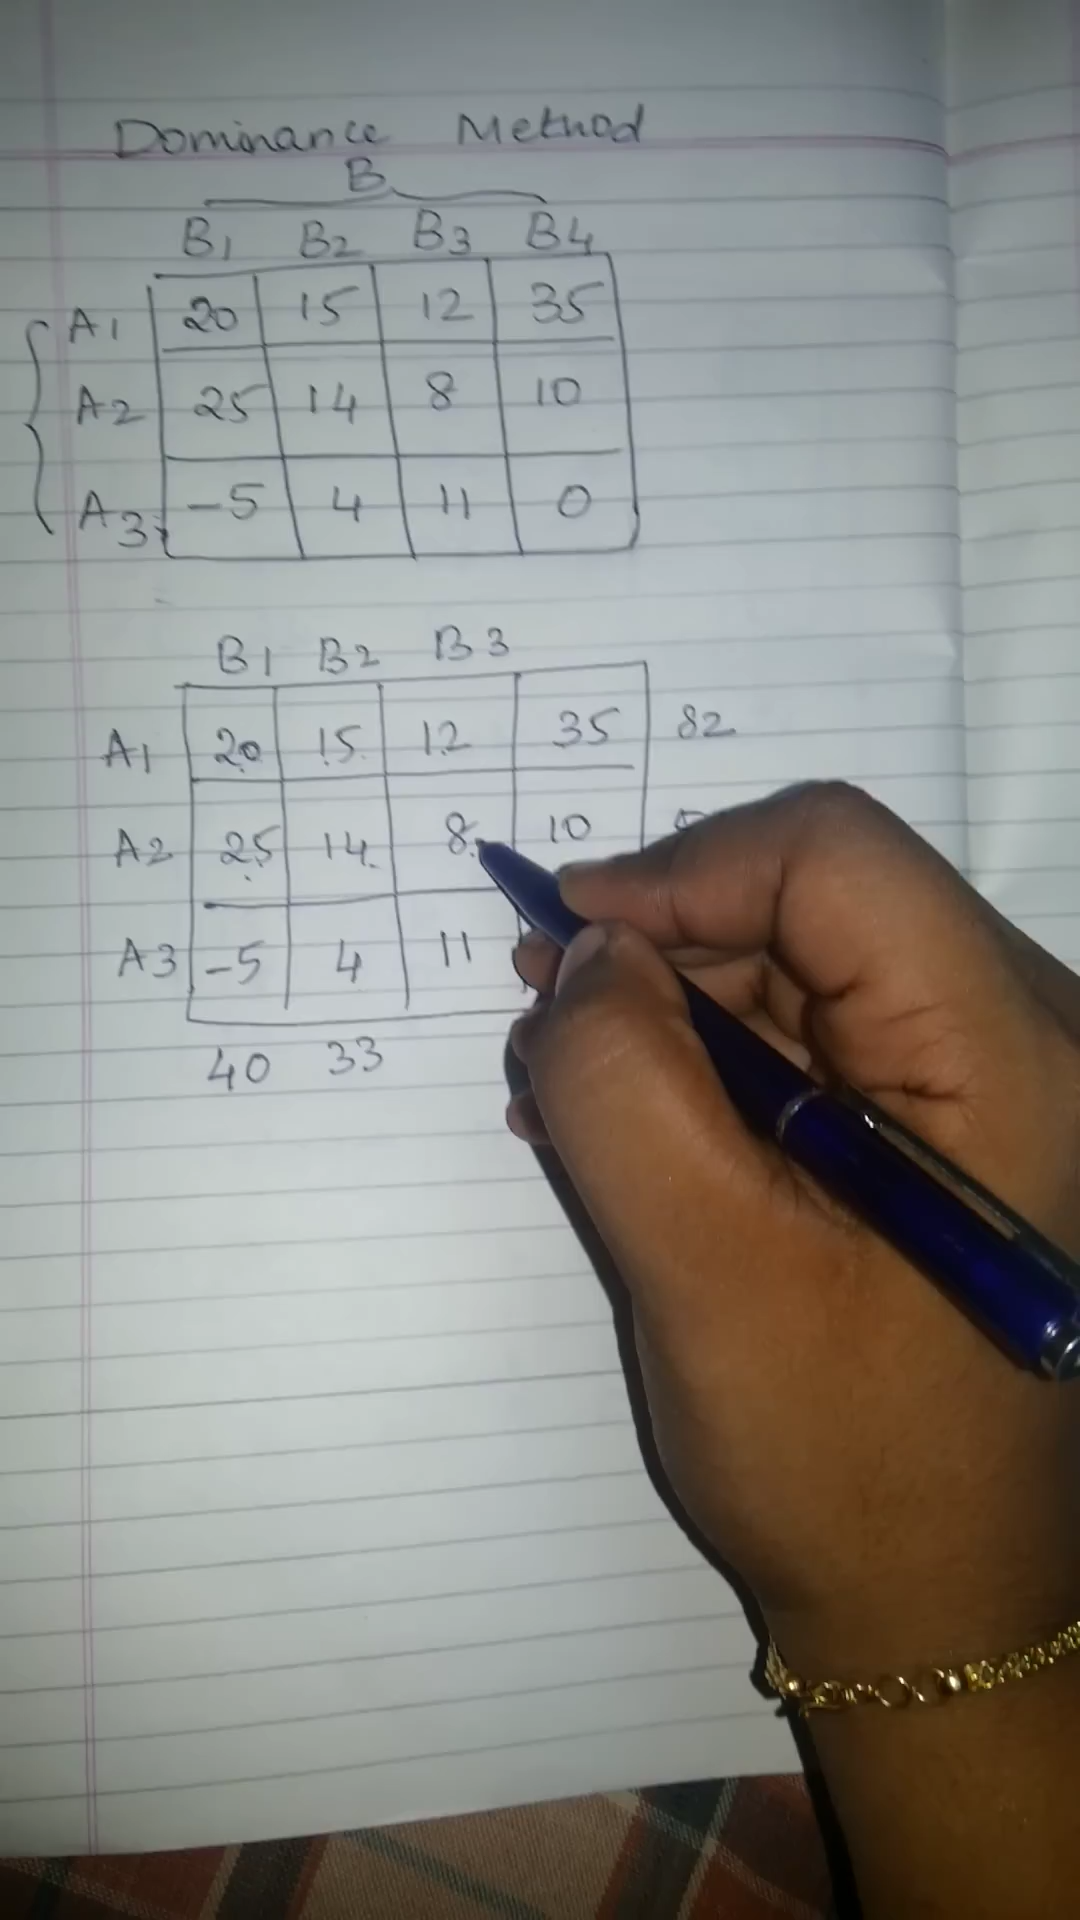 Dominance Method
B
B1 B2 B3 B4
A1 20 15 12 35
A2 25 14 8 10
A3 -5 4 11 0
B1 B2 B3
A1 20 15 12 35 82
A2 25 14 8 10
A3 -5 4 11
40 33